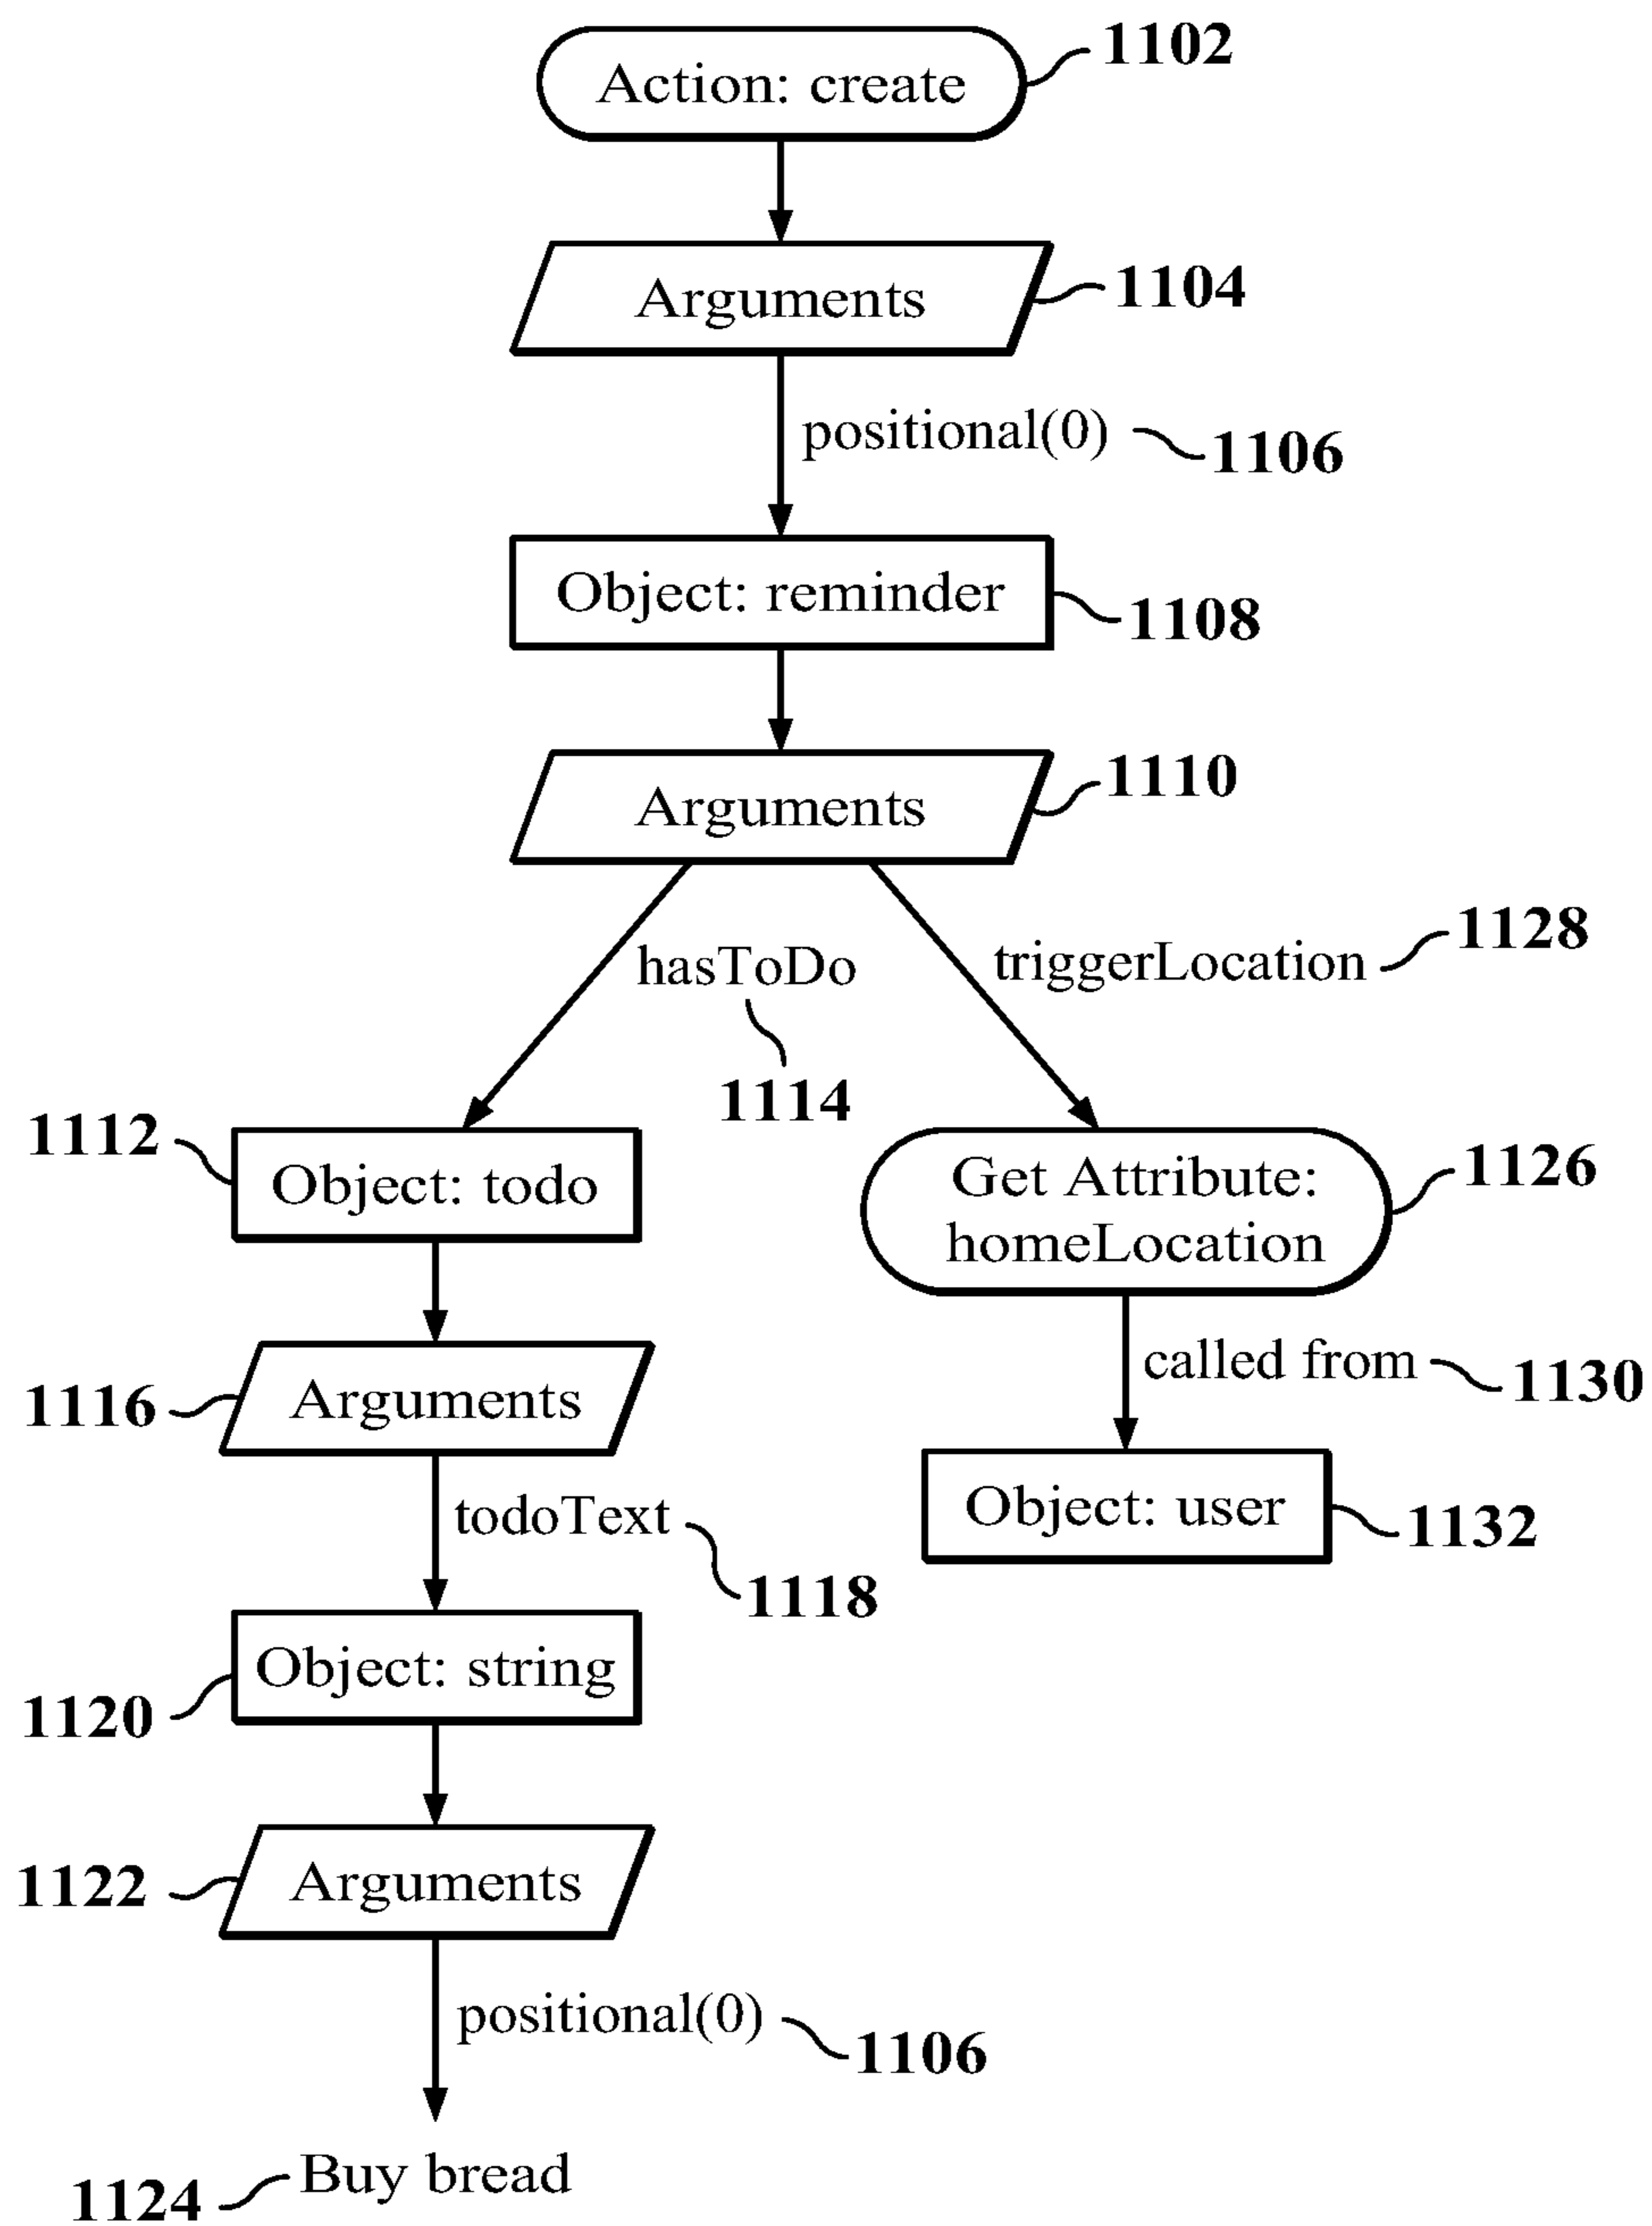 Action: create
1102
Arguments
1104
positional(0)
1106
Object: reminder
1108
Arguments
1110
hasToDo
1114
triggerLocation
1128
1112
Object: todo
Get Attribute:
homeLocation
1126
1116
Arguments
called from
1130
todoText
1118
Object: user
1132
Object: string
1120
1122
Arguments
positional(0)
1106
1124
Buy bread